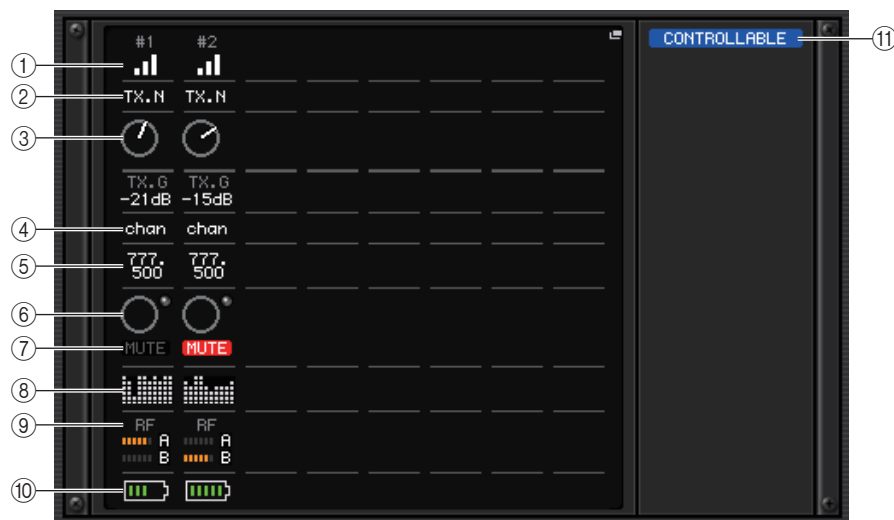 #1 #2 CONTROLLABLE ⑪
①
② TX.N TX.N
③
TX.G TX.G
-21dB -15dB
④ chan chan
⑤ 777. 777.
500 500
⑥
⑦ MUTE MUTE
⑧
⑨ RF RF
A A
B B
⑩